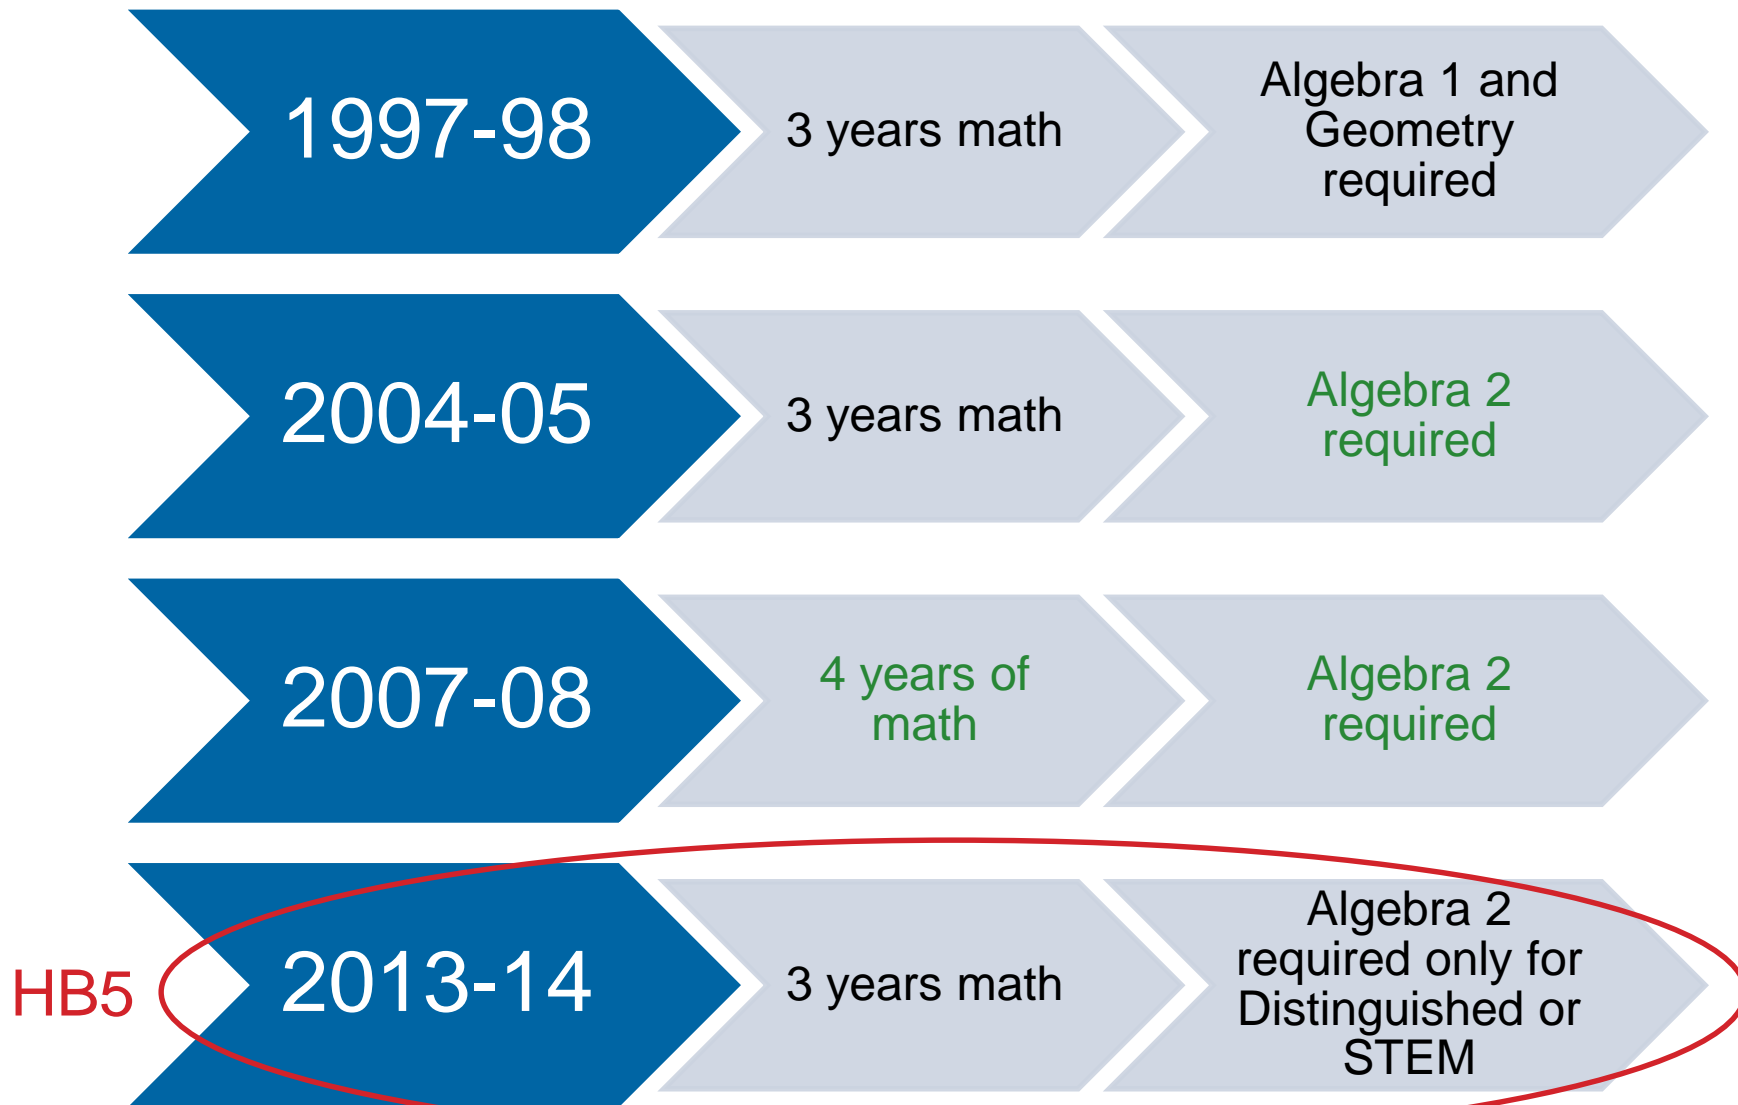 1997-98
3 years math
Algebra 1 and
Geometry
required
2004-05
3 years math
Algebra 2
required
2007-08
4 years of
math
Algebra 2
required
HB5
2013-14
3 years math
Algebra 2
required only for
Distinguished or
STEM